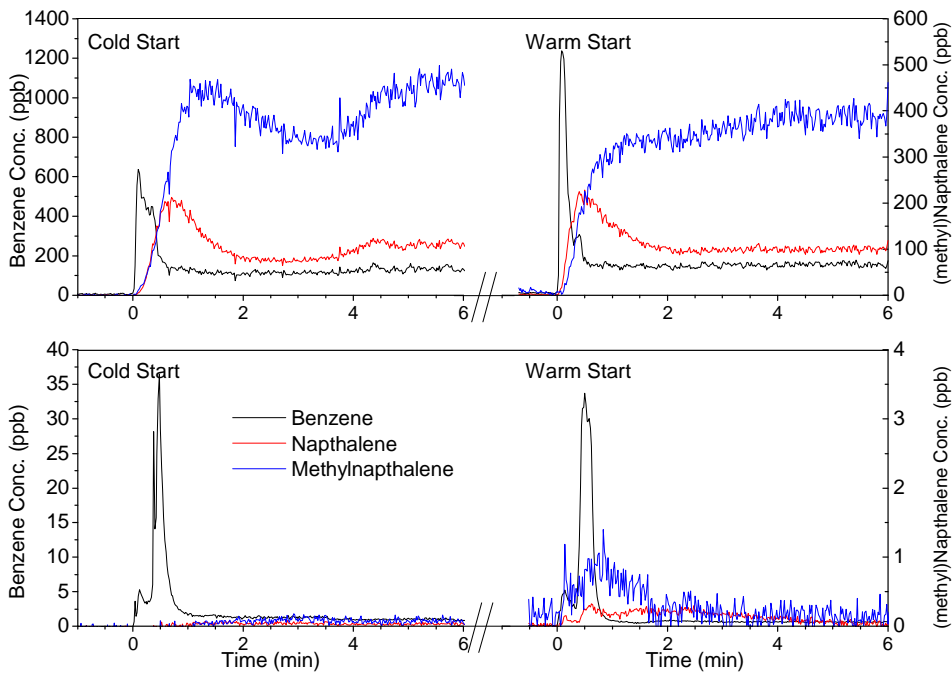 1400
1200
1000
800
600
400
200
0
Benzene Conc. (ppb)
Cold Start
Warm Start
600
500
400
300
200
100
0
(methyl)Napthalene Conc. (ppb)
0 2 4 6 0 2 4 6
40
35
30
25
20
15
10
5
0
Benzene Conc. (ppb)
Cold Start
Warm Start
Benzene
Napthalene
Methylnapthalene
4
3
2
1
0
(methyl)Napthalene Conc. (ppb)
0 2 4 6 0 2 4 6
Time (min) Time (min)